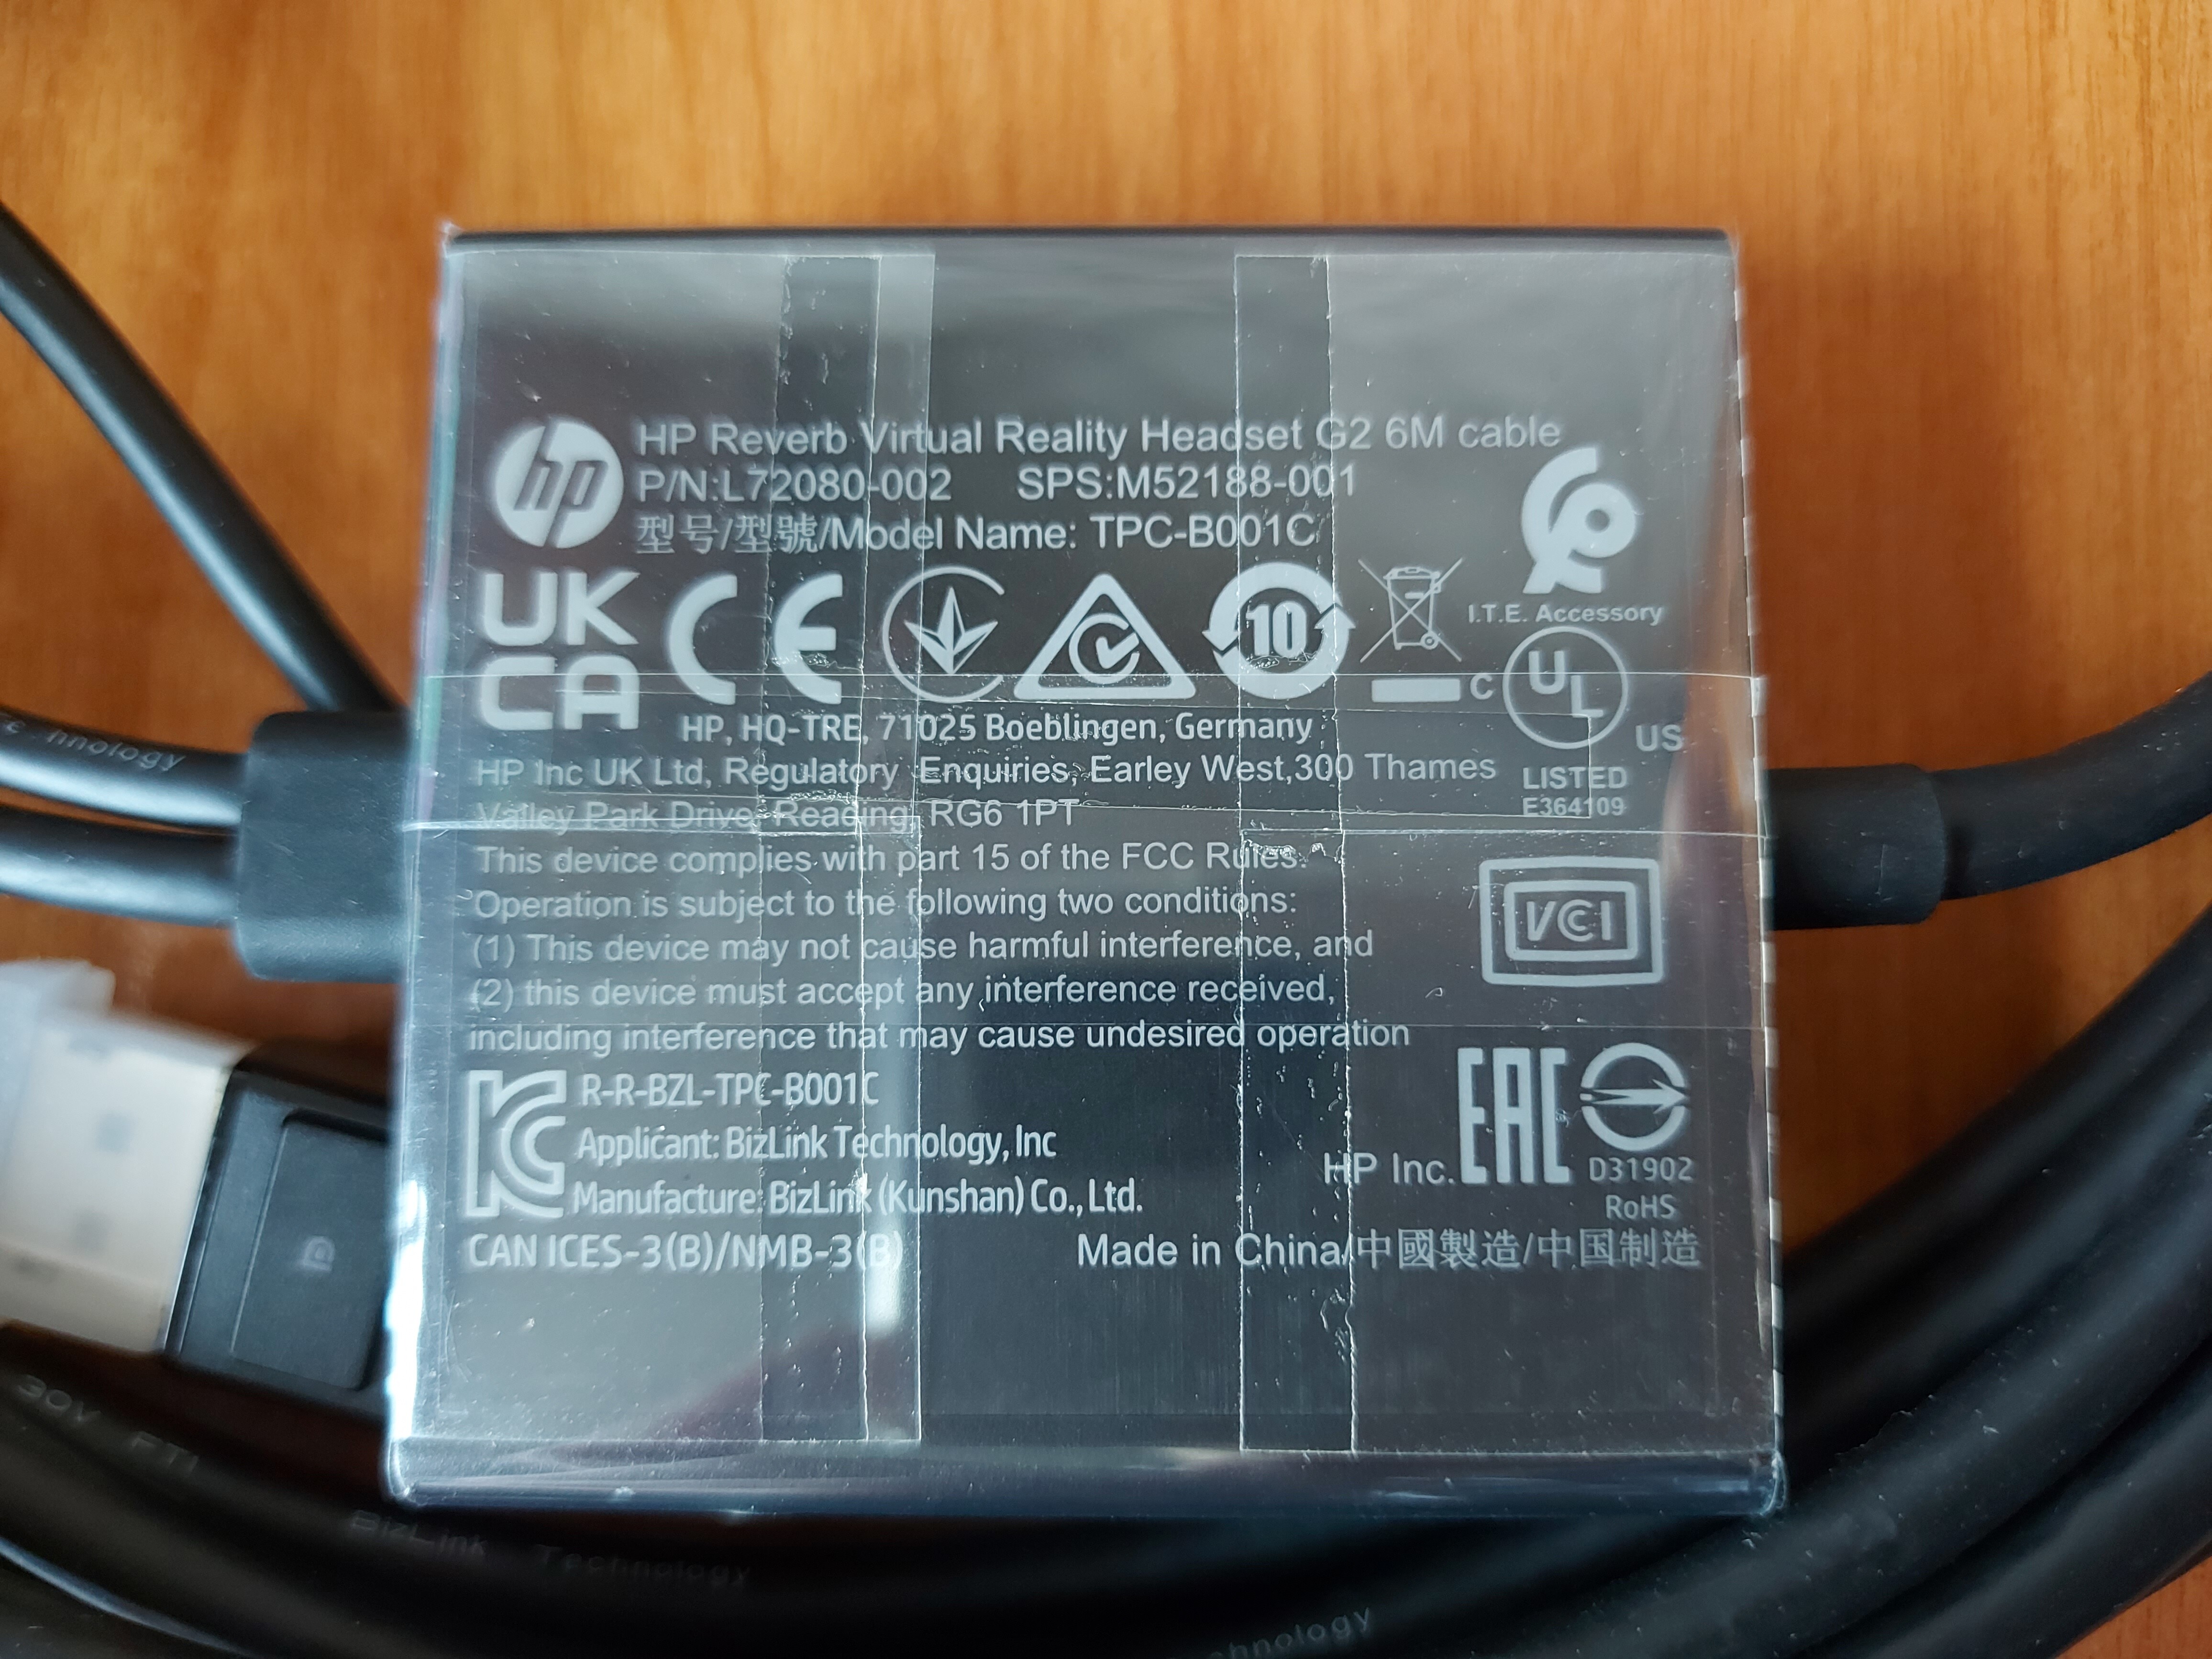 hp
HP Reverb Virtual Reality Headset G2 6M cable
P/N:L72080-002 SPS:M52188-001
型号/型號/Model Name: TPC-B001C
UK
CA
CE
10
I.T.E. Accessory
C UL US
LISTED
E364109
HP, HQ-TRE, 71025 Boeblingen, Germany
HP Inc UK Ltd, Regulatory Enquiries, Earley West,300 Thames
Valley Park Drive, Reading, RG6 1PT
This device complies with part 15 of the FCC Rules.
Operation is subject to the following two conditions:
(1) This device may not cause harmful interference, and
(2) this device must accept any interference received,
including interference that may cause undesired operation
VCCI
KC
R-R-BZL-TPC-B001C
Applicant: BizLink Technology, Inc
Manufacture: BizLink (Kunshan) Co., Ltd.
HP Inc. EAC
D31902
RoHS
CAN ICES-3(B)/NMB-3(B)
Made in China/中國製造/中国制造
hnology
30V
BizLink Technology
hnology